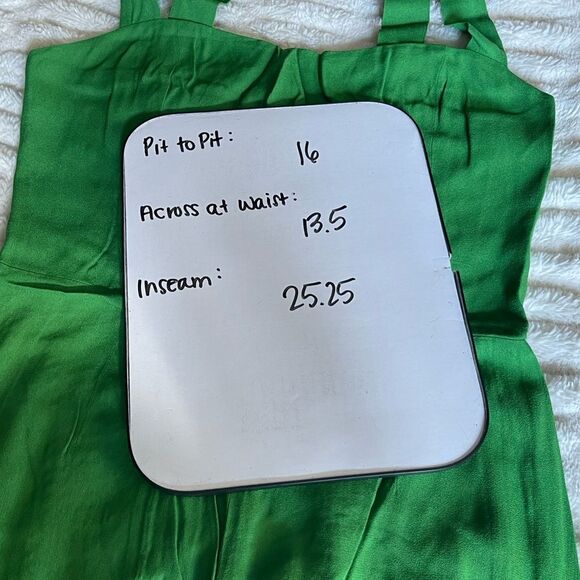 Pit to Pit: 16
Across at Waist: 13.5
Inseam: 25.25